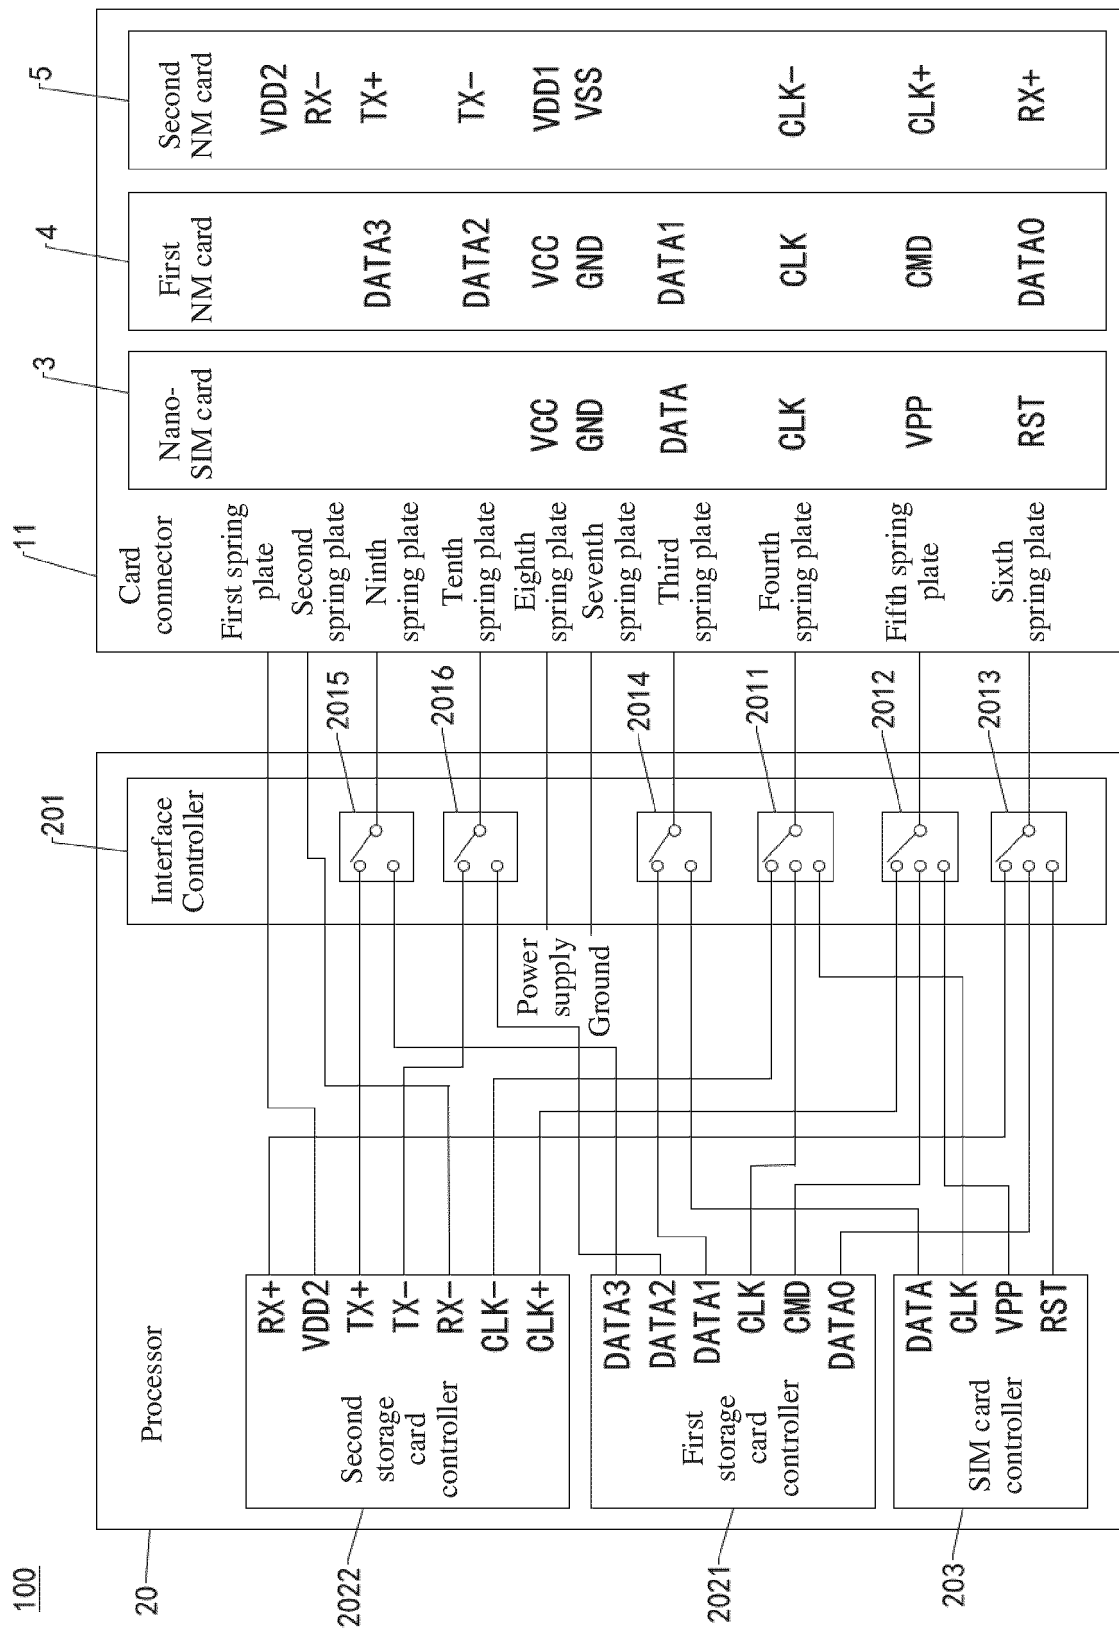 100
20
Processor
2022
Second
storage
card
controller
RX+
VDD2
TX+
TX-
RX-
CLK-
CLK+
2021
First
storage
card
controller
DATA3
DATA2
DATA1
CLK
CMD
DATA0
203
SIM card
controller
DATA
CLK
VPP
RST
Power
supply
Ground
201
Interface
Controller
2015
2016
2014
2011
2012
2013
11
Card
connector
First spring
plate
Second
spring plate
Ninth
spring plate
Tenth
spring plate
Eighth
spring plate
Seventh
spring plate
Third
spring plate
Fourth
spring plate
Fifth spring
plate
Sixth
spring plate
3
Nano-
SIM card
VCC
GND
DATA
CLK
VPP
RST
4
First
NM card
DATA3
DATA2
VCC
GND
DATA1
CLK
CMD
DATA0
5
Second
NM card
VDD2
RX-
TX+
TX-
VDD1
VSS
CLK-
CLK+
RX+